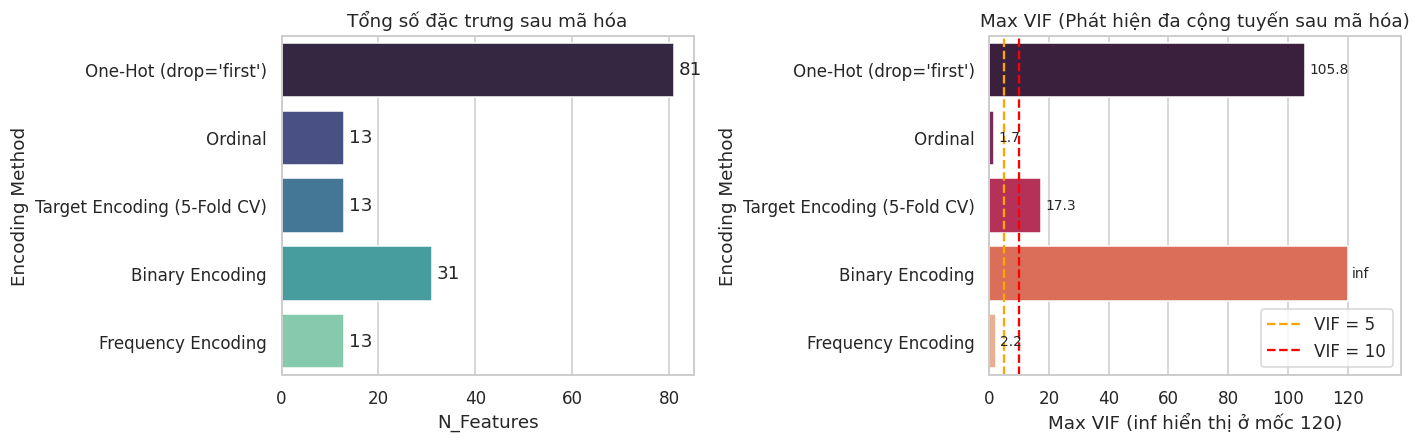 Tổng số đặc trưng sau mã hóa
Encoding Method
One-Hot (drop='first')
81
Ordinal
13
Target Encoding (5-Fold CV)
13
Binary Encoding
31
Frequency Encoding
13
0 20 40 60 80
N_Features
Max VIF (Phát hiện đa cộng tuyến sau mã hóa)
Encoding Method
One-Hot (drop='first')
105.8
Ordinal
1.7
Target Encoding (5-Fold CV)
17.3
Binary Encoding
inf
Frequency Encoding
2.2
VIF = 5
VIF = 10
0 20 40 60 80 100 120
Max VIF (inf hiển thị ở mốc 120)